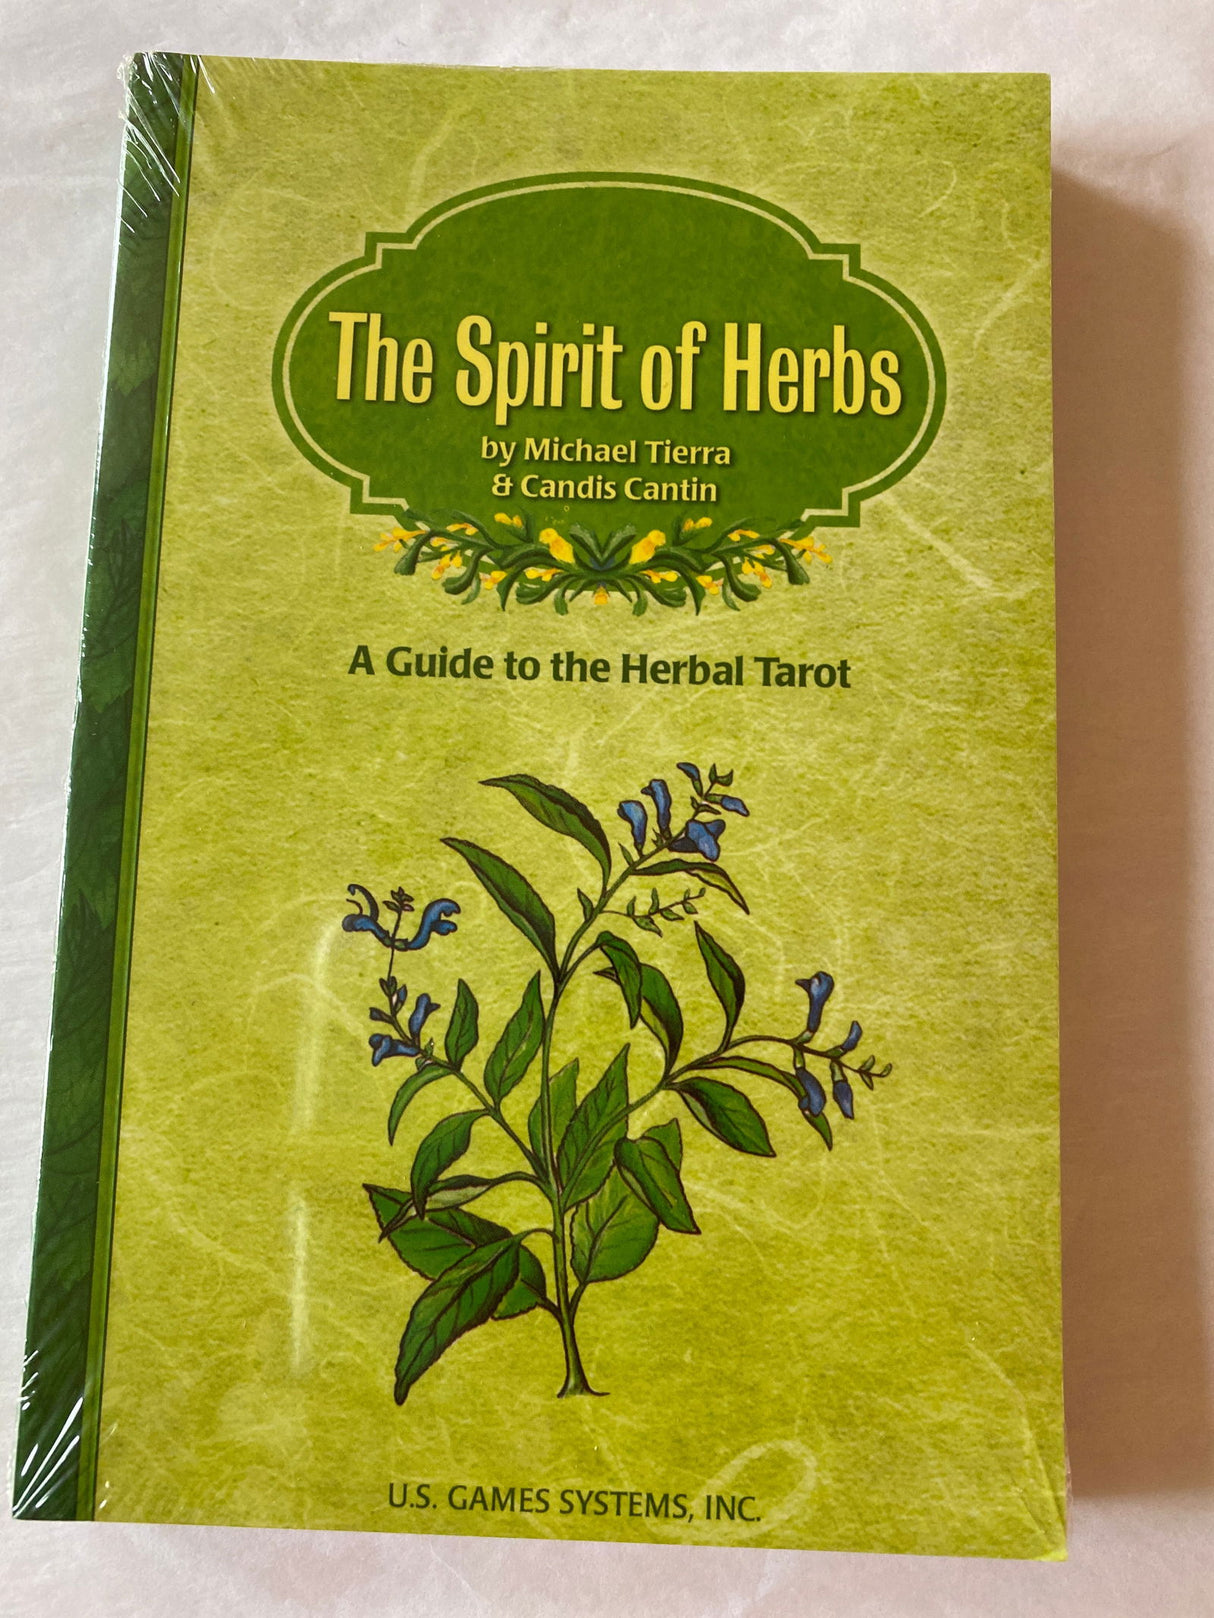 The Spirit of Herbs
by Michael Tierra
& Candis Cantin
A Guide to the Herbal Tarot
U.S. GAMES SYSTEMS, INC.